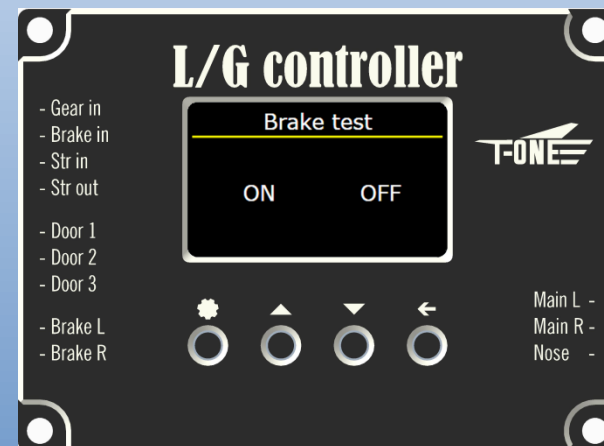 L/G controller
Brake test
ON OFF
- Gear in
- Brake in
- Str in
- Str out
- Door 1
- Door 2
- Door 3
- Brake L
- Brake R
T-ONE
Main L -
Main R -
Nose -